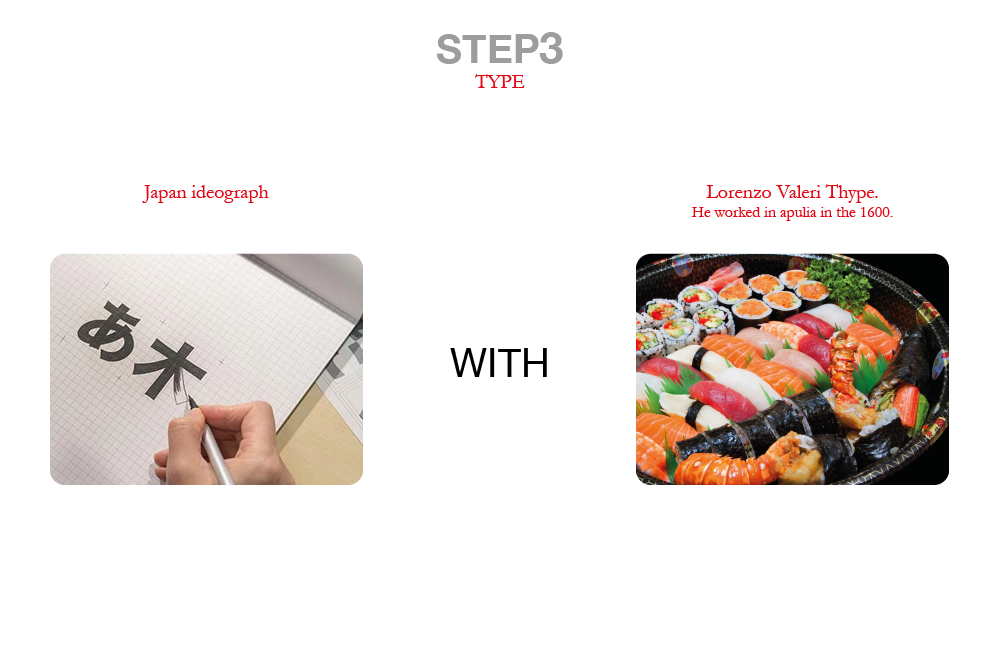 STEP3
TYPE
Japan ideograph
Lorenzo Valeri Thype.
He worked in apulia in the 1600.
あ木
WITH